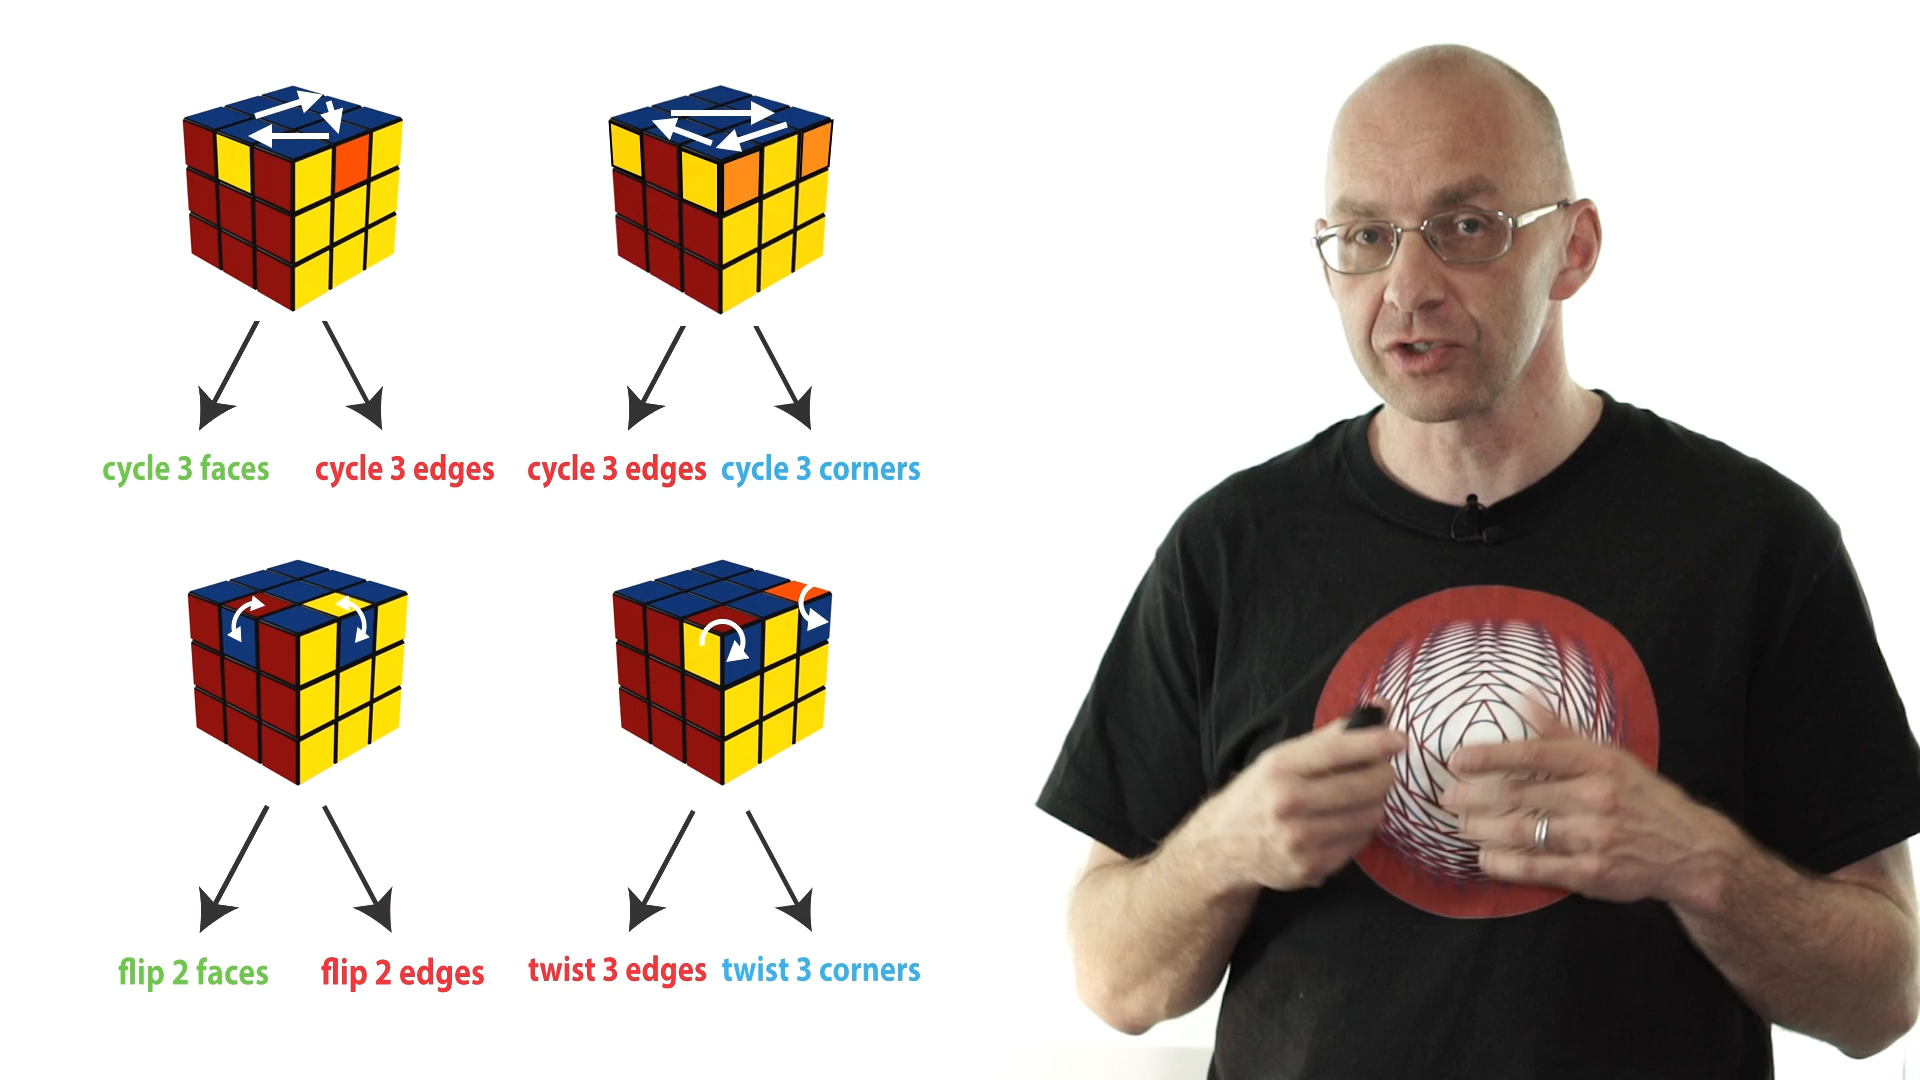 cycle 3 faces
cycle 3 edges
cycle 3 edges
cycle 3 corners
flip 2 faces
flip 2 edges
twist 3 edges
twist 3 corners